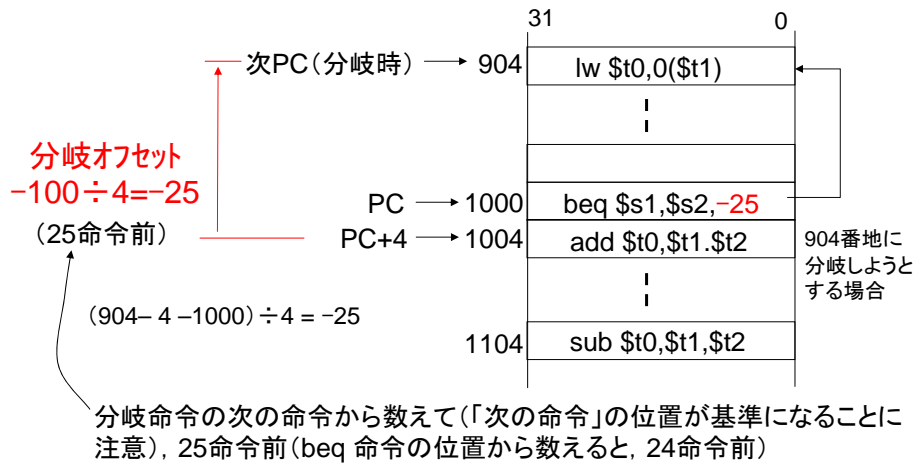 31 0
次PC(分岐時) 904 lw $t0,0($t1)
分岐オフセット
−100÷4=−25
(25命令前)
PC 1000 beq $s1,$s2,−25
PC+4 1004 add $t0,$t1.$t2
904番地に
分岐しようと
する場合
(904– 4 –1000)÷4 = −25
1104 sub $t0,$t1,$t2
分岐命令の次の命令から数えて(「次の命令」の位置が基準になることに
注意), 25命令前(beq 命令の位置から数えると, 24命令前)